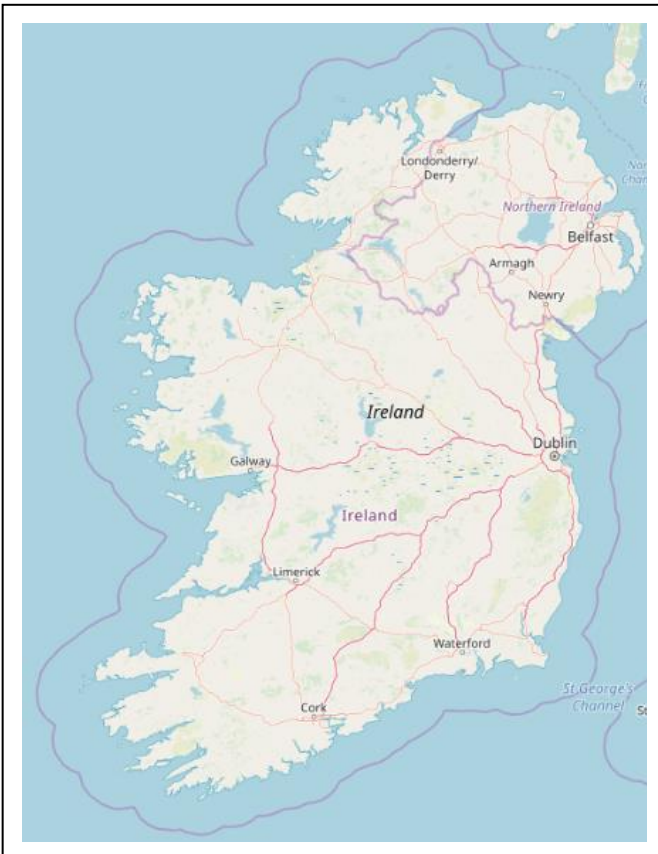 Londonderry/
Derry
Northern Ireland
Belfast
Armagh
Newry
Ireland
Dublin
Galway
Ireland
Limerick
Waterford
St George's
Channel
Cork